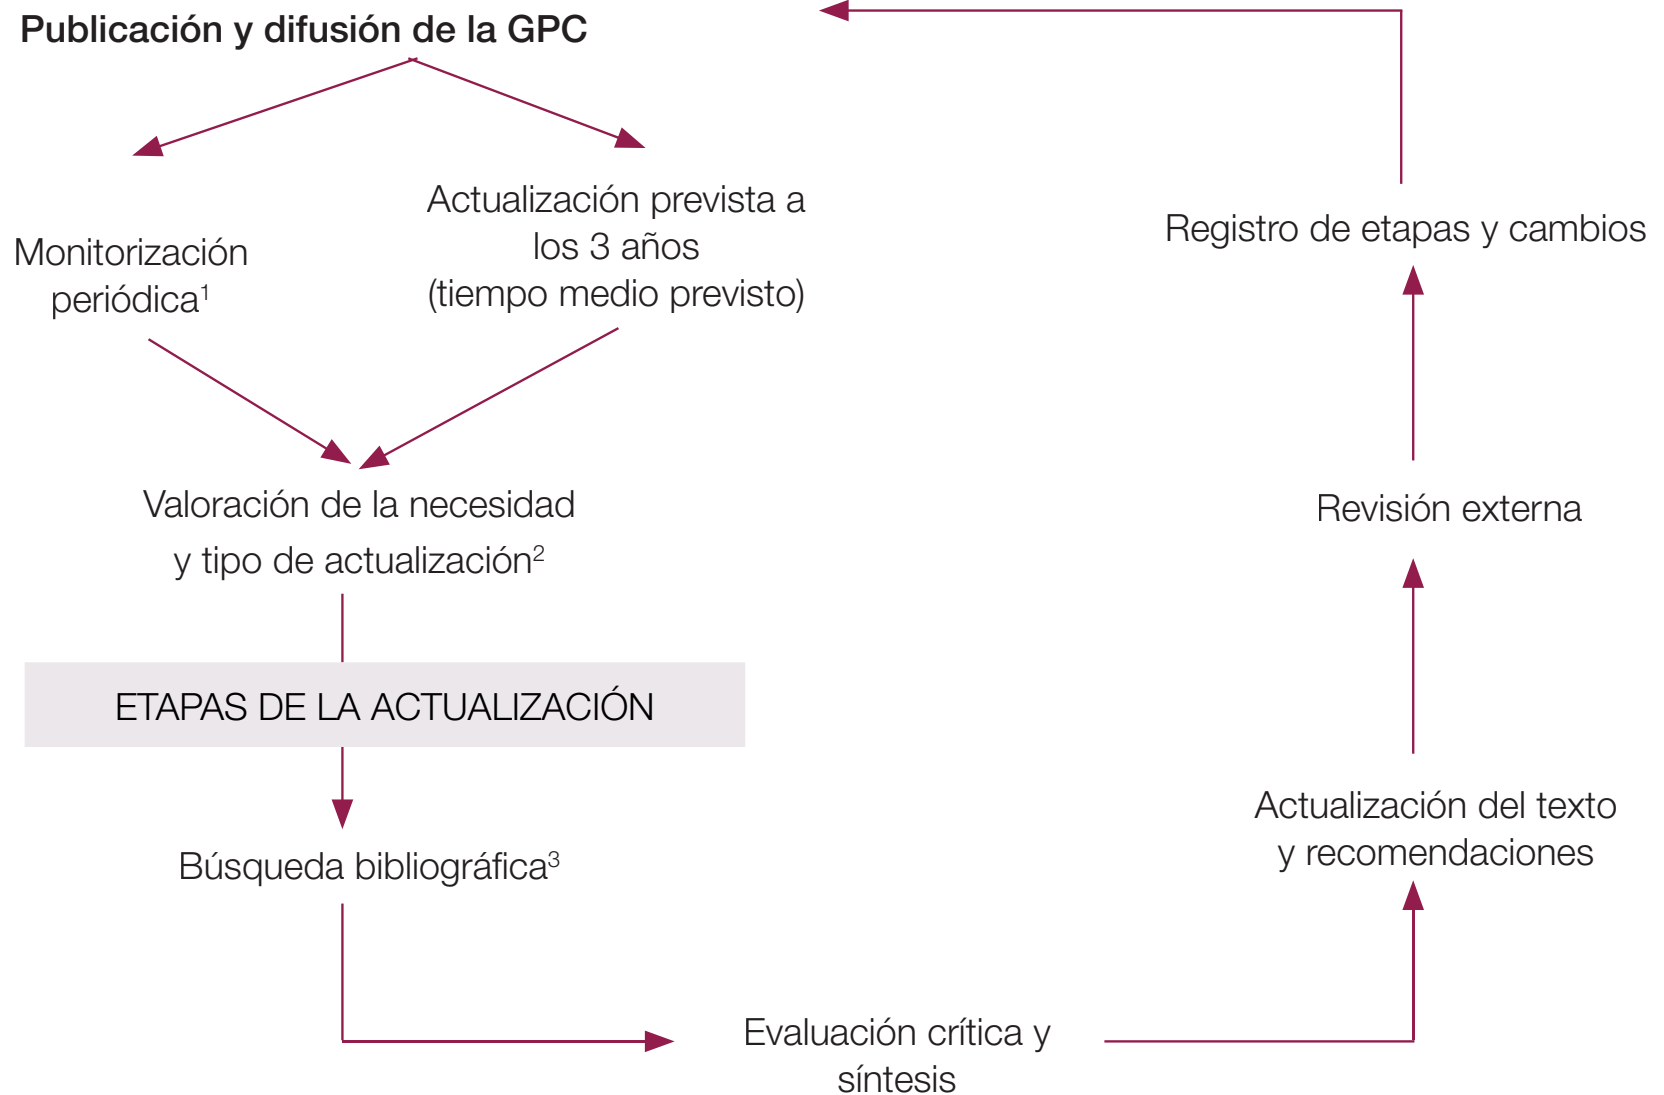 Publicación y difusión de la GPC
Monitorización
periódica¹
Actualización prevista a
los 3 años
(tiempo medio previsto)
Valoración de la necesidad
y tipo de actualización²
ETAPAS DE LA ACTUALIZACIÓN
Búsqueda bibliográfica³
Evaluación crítica y
síntesis
Actualización del texto
y recomendaciones
Revisión externa
Registro de etapas y cambios